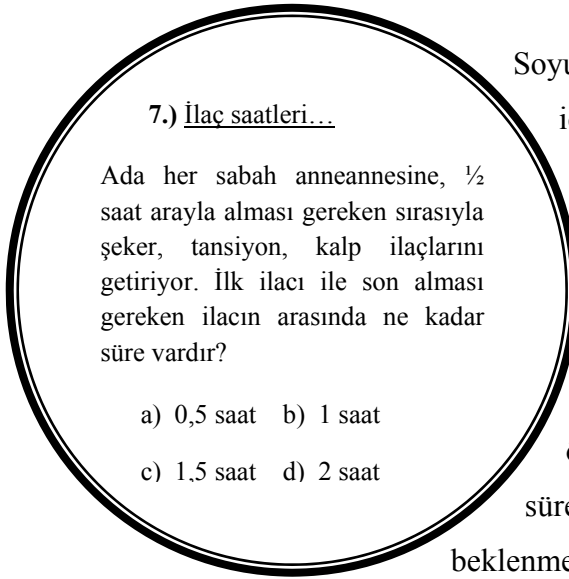 Soyu
7.) İlaç saatleri…
Ada her sabah anneannesine, ½
saat arayla alması gereken sırasıyla
şeker, tansiyon, kalp ilaçlarını
getiriyor. İlk ilacı ile son alması
gereken ilacın arasında ne kadar
süre vardır?
a) 0,5 saat b) 1 saat
c) 1,5 saat d) 2 saat
süre
beklenme